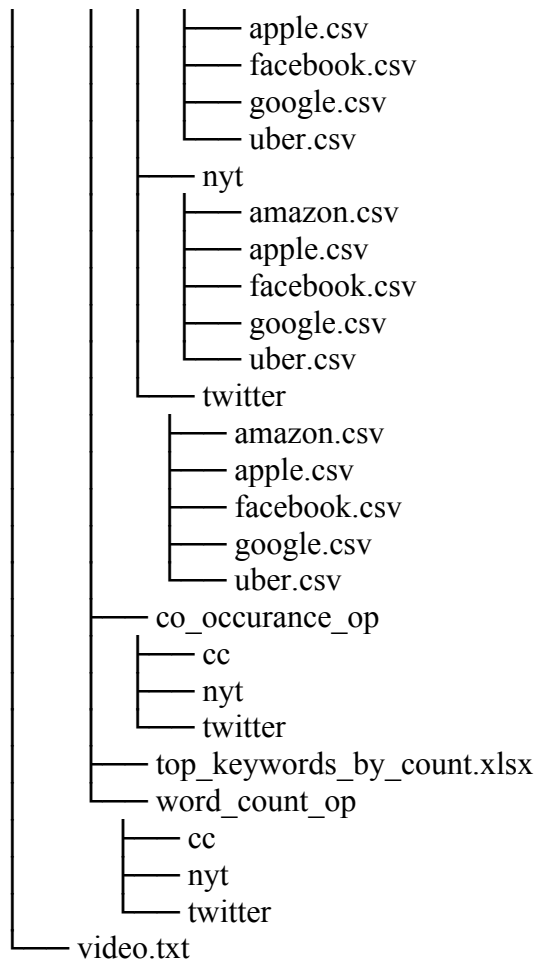 apple.csv
facebook.csv
google.csv
uber.csv
nyt
amazon.csv
apple.csv
facebook.csv
google.csv
uber.csv
twitter
amazon.csv
apple.csv
facebook.csv
google.csv
uber.csv
co_occurance_op
cc
nyt
twitter
top_keywords_by_count.xlsx
word_count_op
cc
nyt
twitter
video.txt